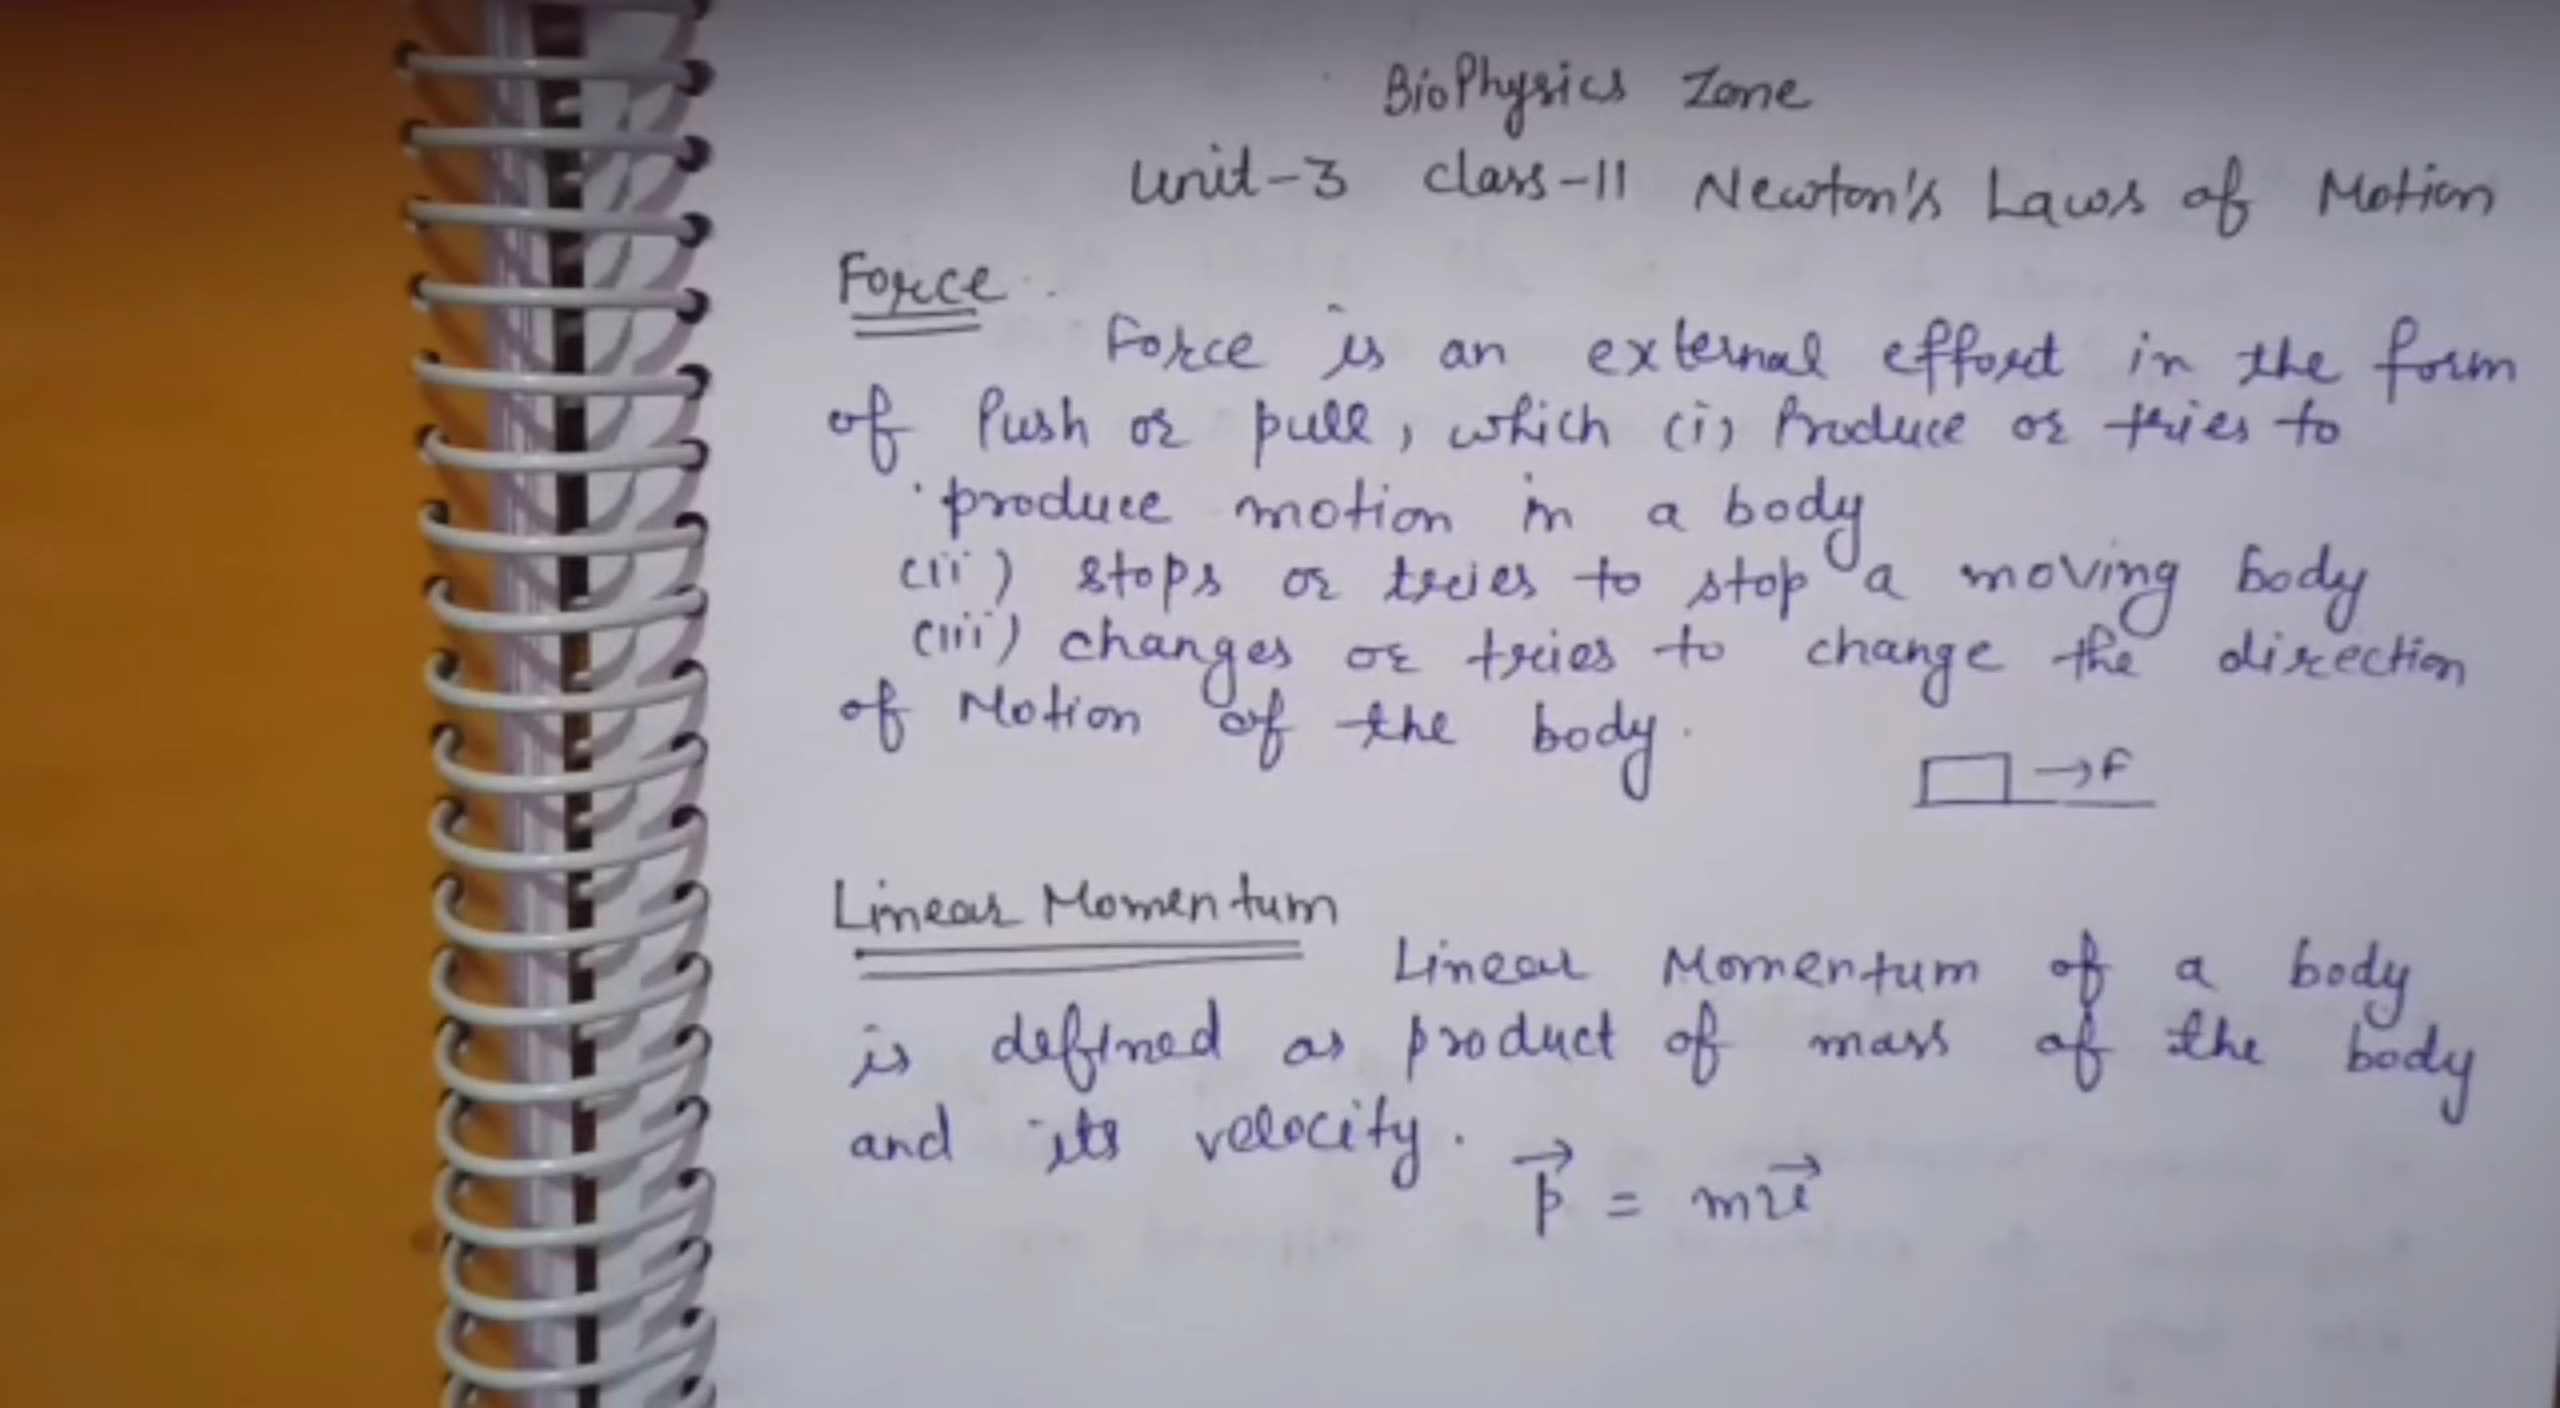 BioPhysics Zone
Unit-3 class-11 Newton's Laws of Motion
Force
Force is an external effort in the form
of Push or pull, which (i) Produce or tries to
produce motion in a body
(ii) stops or tries to stop a moving body
(iii) changes or tries to change the direction
of Motion of the body.
→F
Linear Momentum
Linear Momentum of a body
is defined as product of mass of the body
and its velocity.
p⃗ = mv⃗